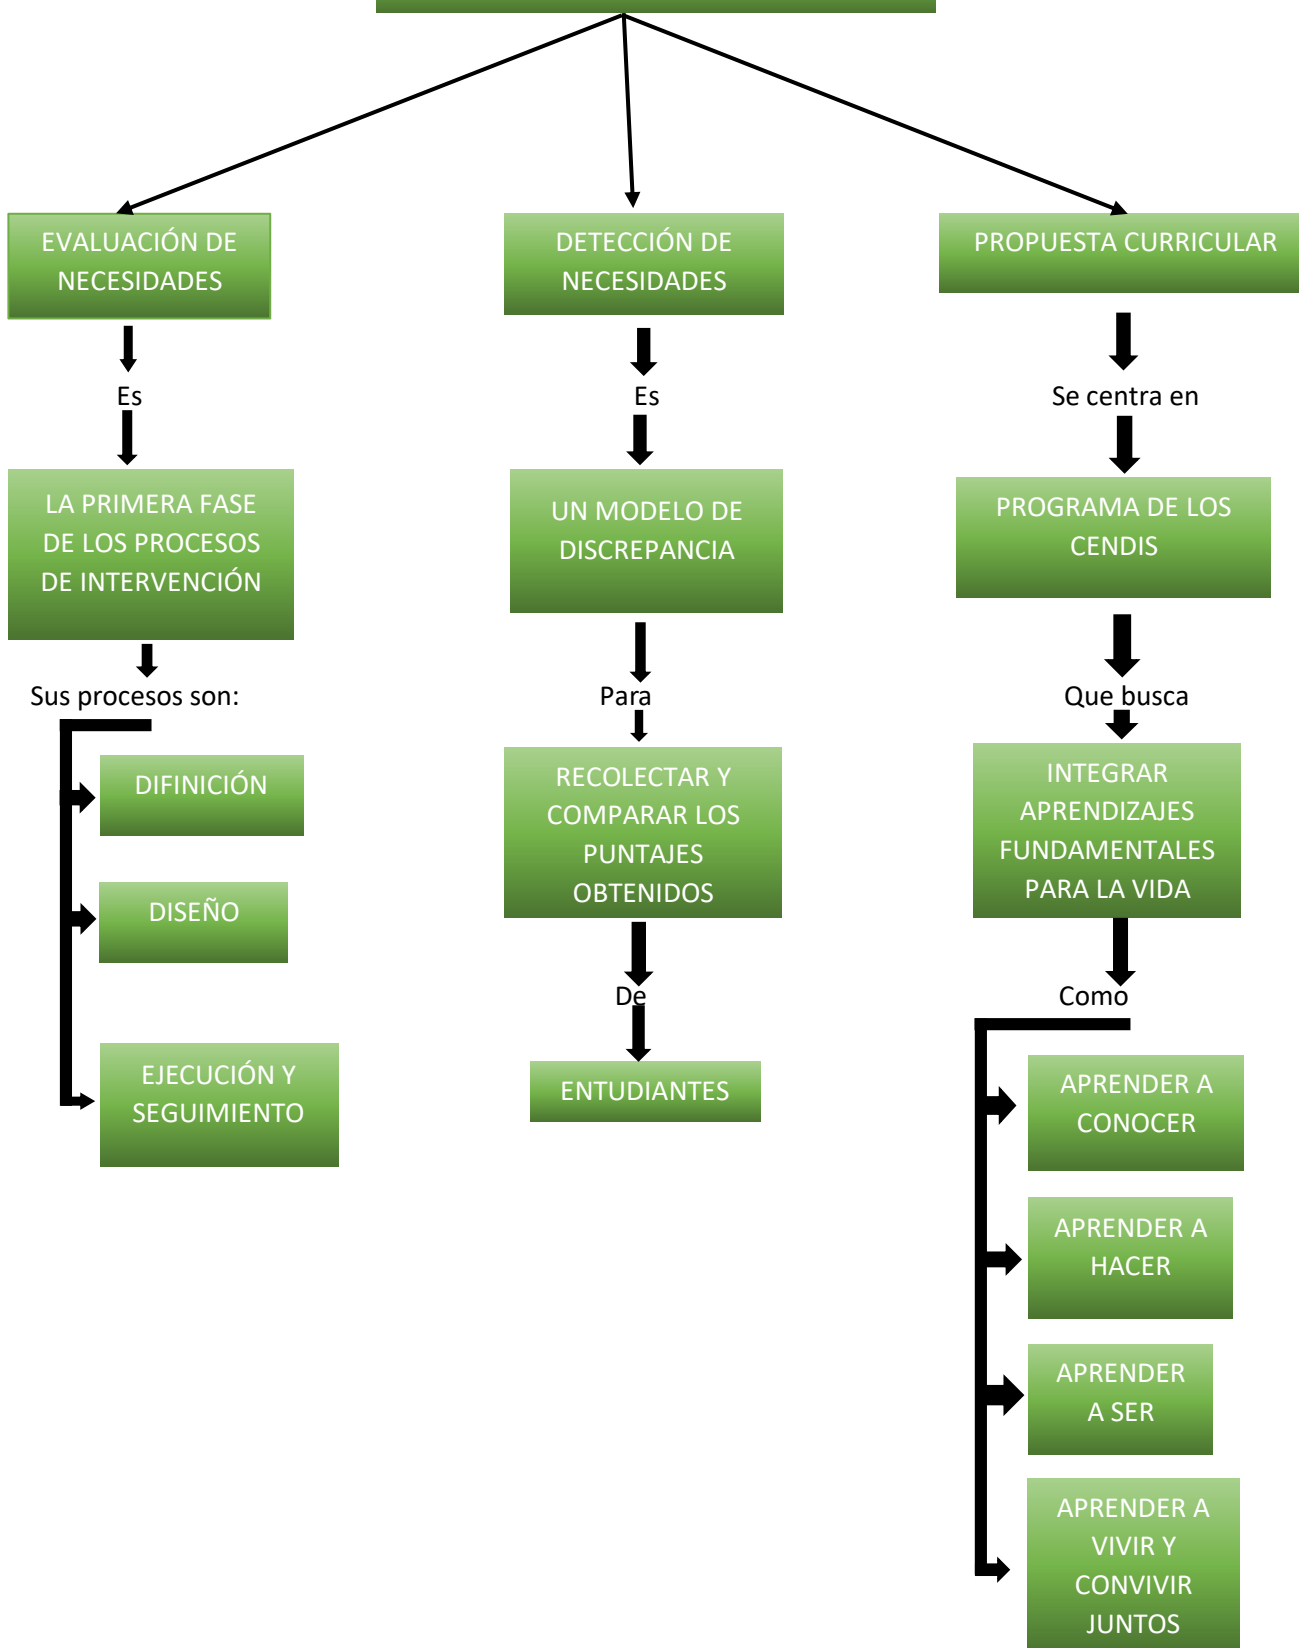 EVALUACIÓN DE
NECESIDADES
Es
LA PRIMERA FASE
DE LOS PROCESOS
DE INTERVENCIÓN
Sus procesos son:
DIFINICIÓN
DISEÑO
EJECUCIÓN Y
SEGUIMIENTO
DETECCIÓN DE
NECESIDADES
Es
UN MODELO DE
DISCREPANCIA
Para
RECOLECTAR Y
COMPARAR LOS
PUNTAJES
OBTENIDOS
De
ENTUDIANTES
PROPUESTA CURRICULAR
Se centra en
PROGRAMA DE LOS
CENDIS
Que busca
INTEGRAR
APRENDIZAJES
FUNDAMENTALES
PARA LA VIDA
Como
APRENDER A
CONOCER
APRENDER A
HACER
APRENDER
A SER
APRENDER A
VIVIR Y
CONVIVIR
JUNTOS